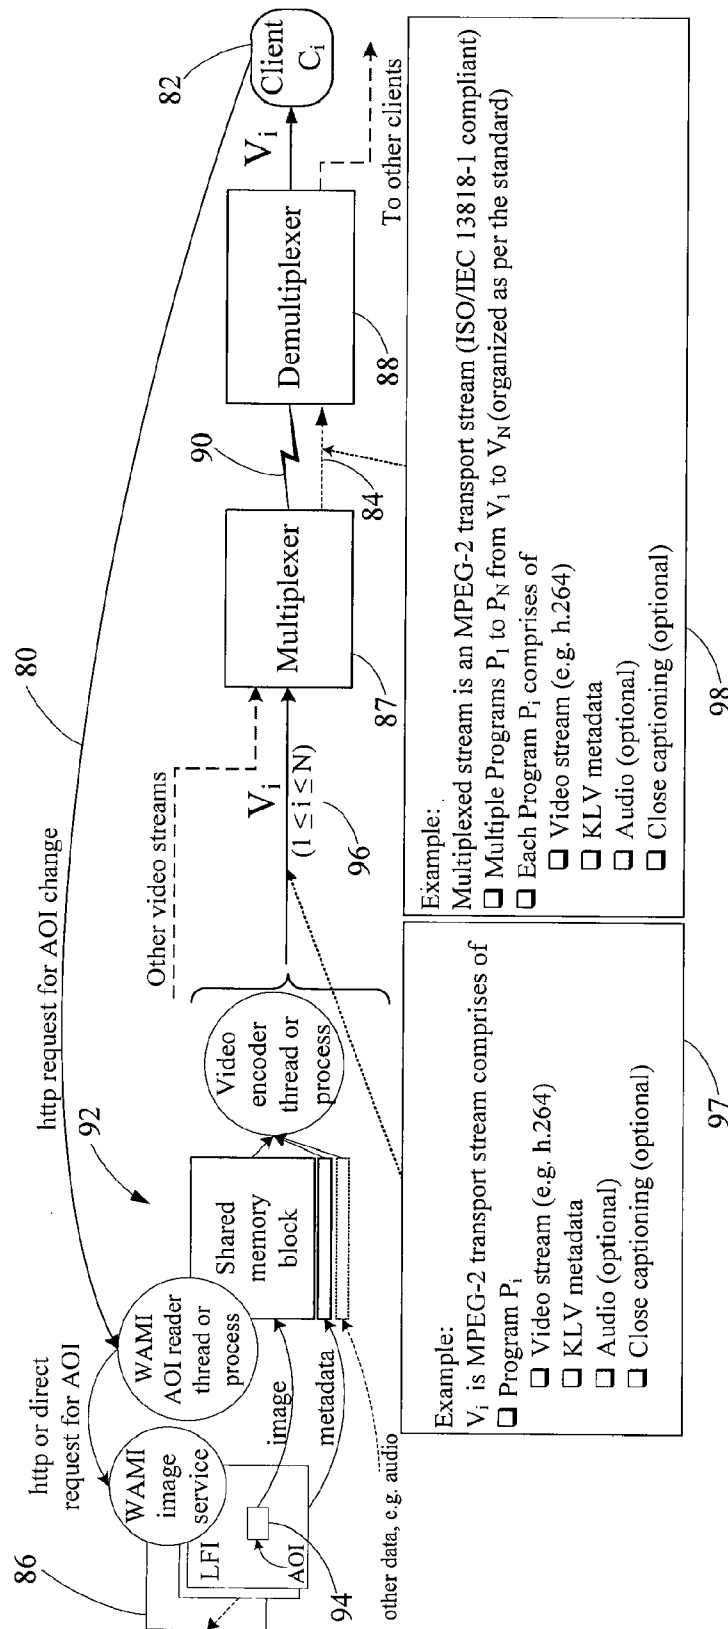 80
http request for AOI change
82
Client
C_i
V_i
To other clients
Demultiplexer
88
90
84
Multiplexer
87
Other video streams
V_i
(1 ≤ i ≤ N)
96
92
Video
encoder
thread or
process
Shared
memory
block
WAMI
AOI reader
thread or
process
http or direct
request for AOI
WAMI
image
service
86
LFI
AOI
94
image
metadata
other data, e.g. audio
Example:
V_i is MPEG-2 transport stream comprises of
❑ Program P_i
❑ Video stream (e.g. h.264)
❑ KLV metadata
❑ Audio (optional)
❑ Close captioning (optional)
97
Example:
Multiplexed stream is an MPEG-2 transport stream (ISO/IEC 13818-1 compliant)
❑ Multiple Programs P_1 to P_N from V_1 to V_N (organized as per the standard)
❑ Each Program P_i comprises of
❑ Video stream (e.g. h.264)
❑ KLV metadata
❑ Audio (optional)
❑ Close captioning (optional)
98